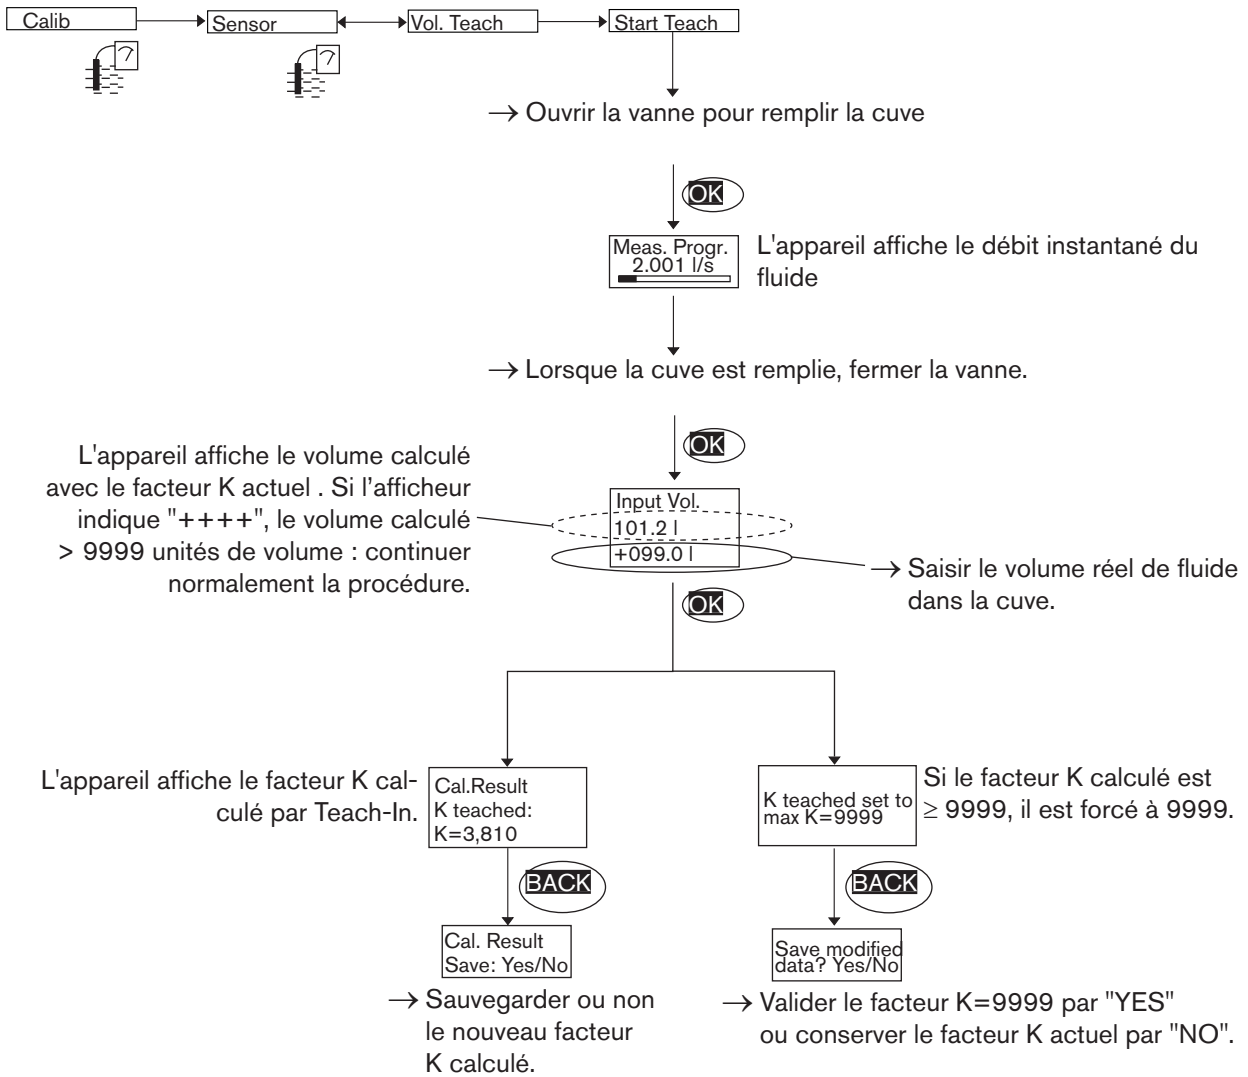 Calib
Sensor
Vol. Teach
Start Teach
→ Ouvrir la vanne pour remplir la cuve
OK
Meas. Progr.
2.001 l/s
L'appareil affiche le débit instantané du
fluide
→ Lorsque la cuve est remplie, fermer la vanne.
OK
L'appareil affiche le volume calculé
avec le facteur K actuel . Si l’afficheur
indique "++++", le volume calculé
> 9999 unités de volume : continuer
normalement la procédure.
Input Vol.
101.2 l
+099.0 l
→ Saisir le volume réel de fluide
dans la cuve.
OK
L'appareil affiche le facteur K cal-
culé par Teach-In.
Cal.Result
K teached:
K=3,810
K teached set to
max K=9999
Si le facteur K calculé est
≥ 9999, il est forcé à 9999.
BACK
BACK
Cal. Result
Save: Yes/No
Save modified
data? Yes/No
→ Sauvegarder ou non
le nouveau facteur
K calculé.
→ Valider le facteur K=9999 par "YES"
ou conserver le facteur K actuel par "NO".